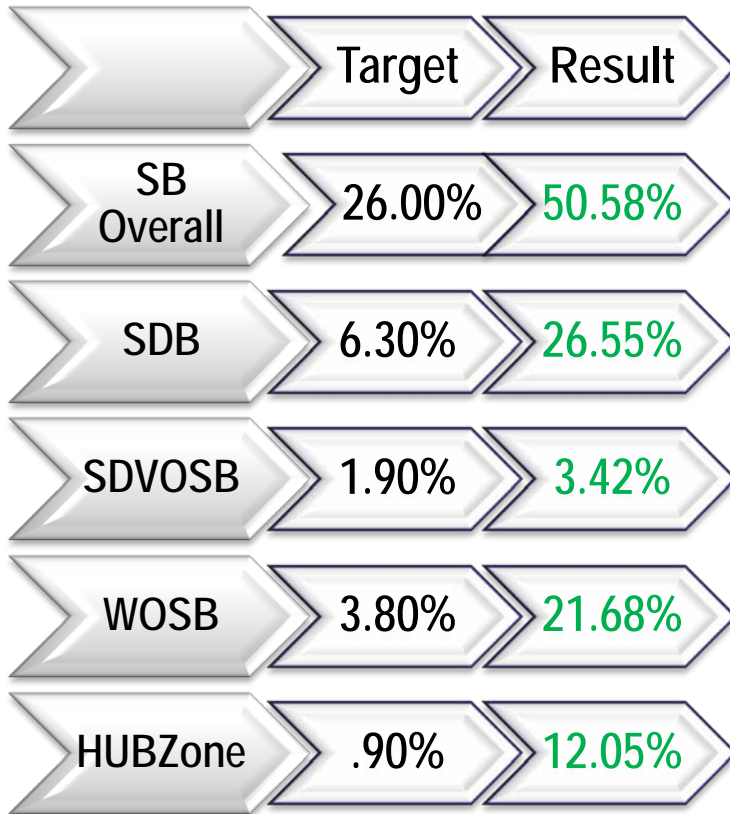 Target Result
SB
Overall
26.00% 50.58%
SDB 6.30% 26.55%
SDVOSB 1.90% 3.42%
WOSB 3.80% 21.68%
HUBZone .90% 12.05%